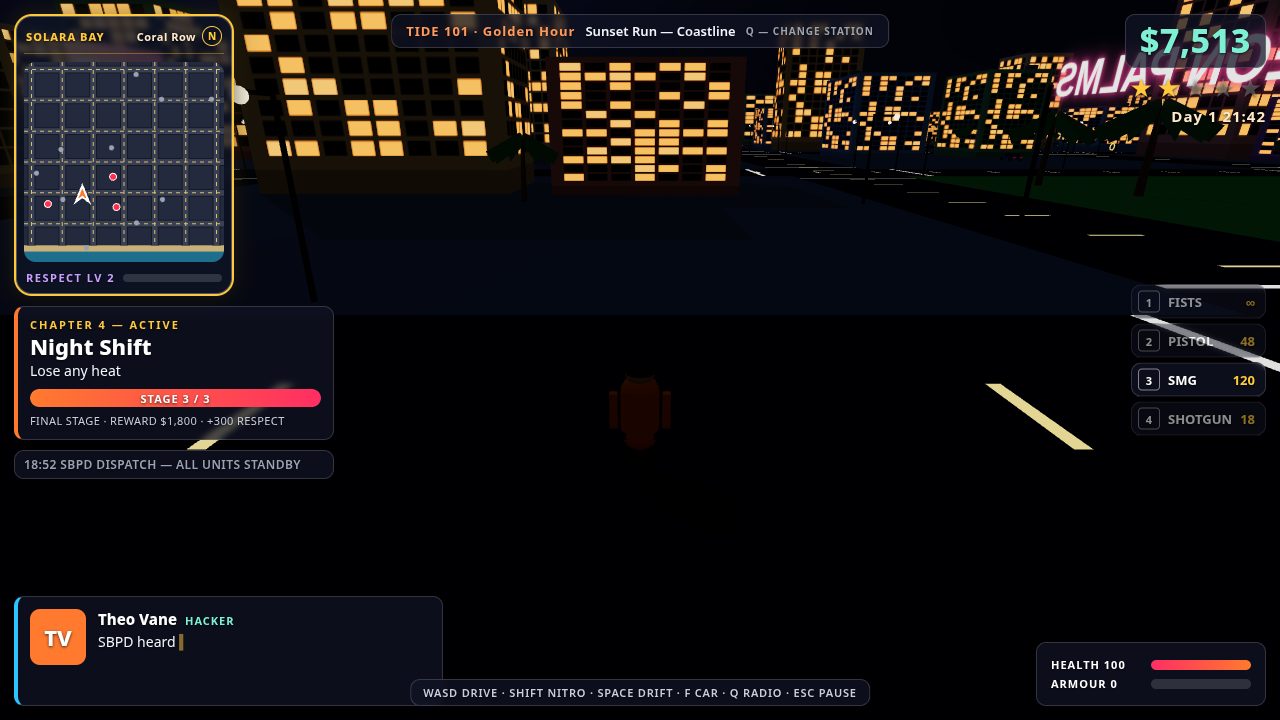 SOLARA BAY Coral Row N
RESPECT LV 2
CHAPTER 4 — ACTIVE
Night Shift
Lose any heat
STAGE 3 / 3
FINAL STAGE · REWARD $1,800 · +300 RESPECT
18:52 SBPD DISPATCH — ALL UNITS STANDBY
TIDE 101 · Golden Hour Sunset Run — Coastline Q — CHANGE STATION
$7,513
Day 1 21:42
1 FISTS ∞
2 PISTOL 48
3 SMG 120
4 SHOTGUN 18
TV
Theo Vane HACKER
SBPD heard
WASD DRIVE · SHIFT NITRO · SPACE DRIFT · F CAR · Q RADIO · ESC PAUSE
HEALTH 100
ARMOUR 0